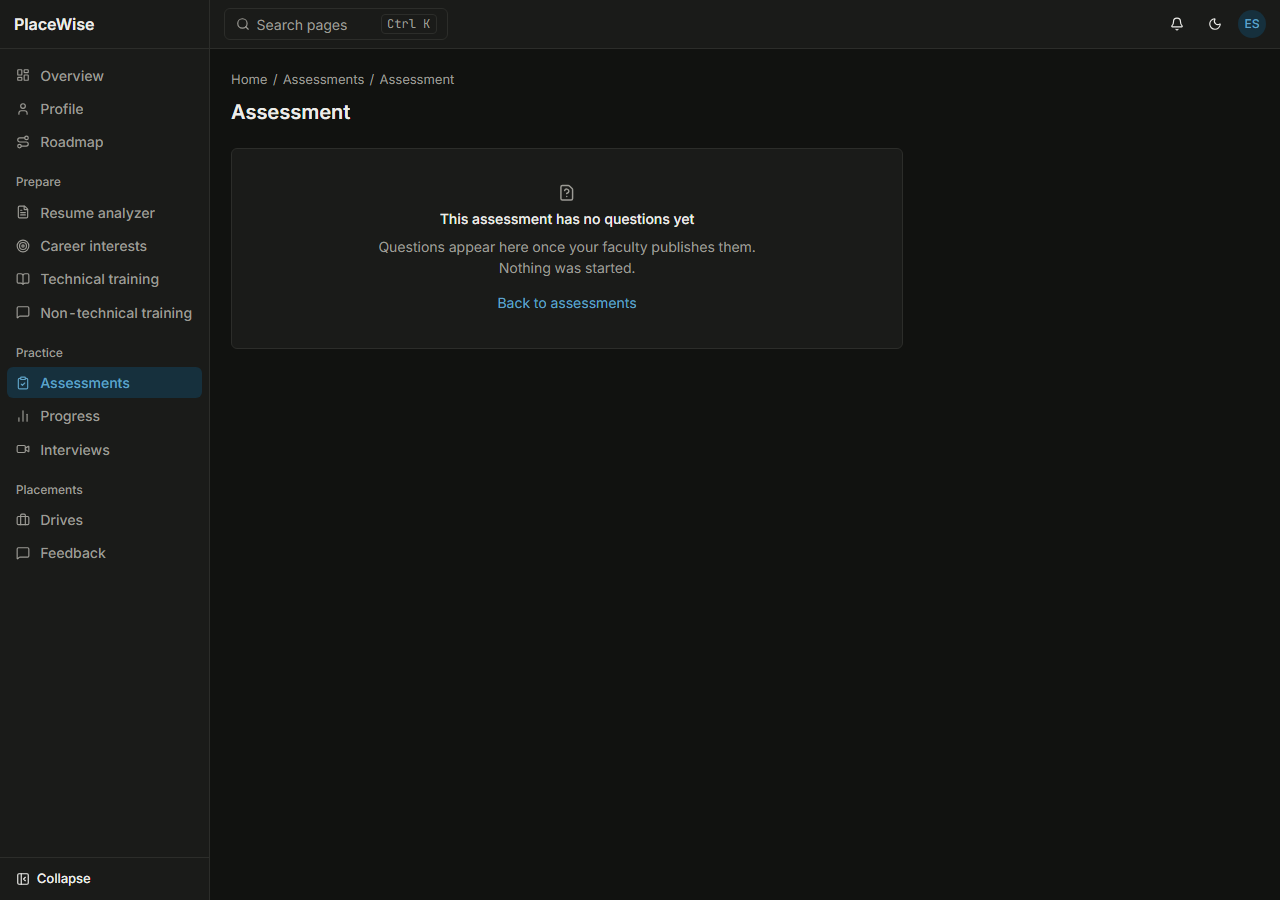 PlaceWise
Search pages
Ctrl K
ES
Overview
Profile
Roadmap
Prepare
Resume analyzer
Career interests
Technical training
Non-technical training
Practice
Assessments
Progress
Interviews
Placements
Drives
Feedback
Collapse
Home / Assessments / Assessment
Assessment
This assessment has no questions yet
Questions appear here once your faculty publishes them.
Nothing was started.
Back to assessments